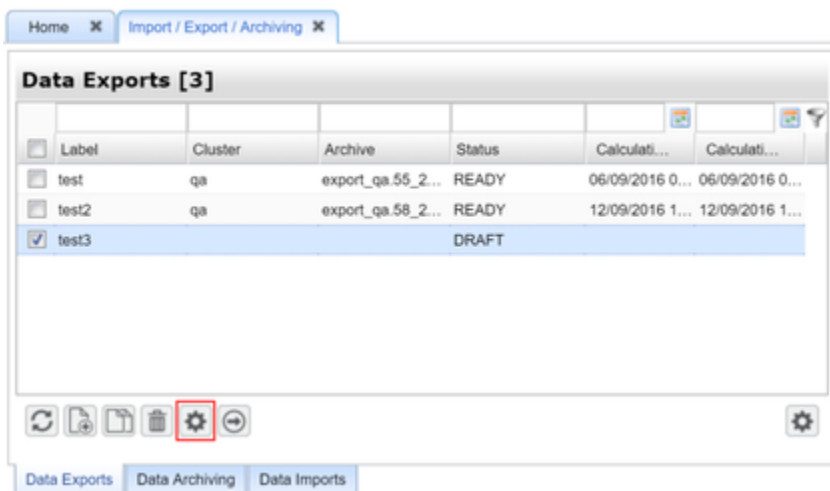 Home Import / Export / Archiving
Data Exports [3]
Label Cluster Archive Status Calculati... Calculati...
test qa export_qa.55_2... READY 06/09/2016 0... 06/09/2016 0...
test2 qa export_qa.58_2... READY 12/09/2016 1... 12/09/2016 1...
test3 DRAFT
Data Exports Data Archiving Data Imports